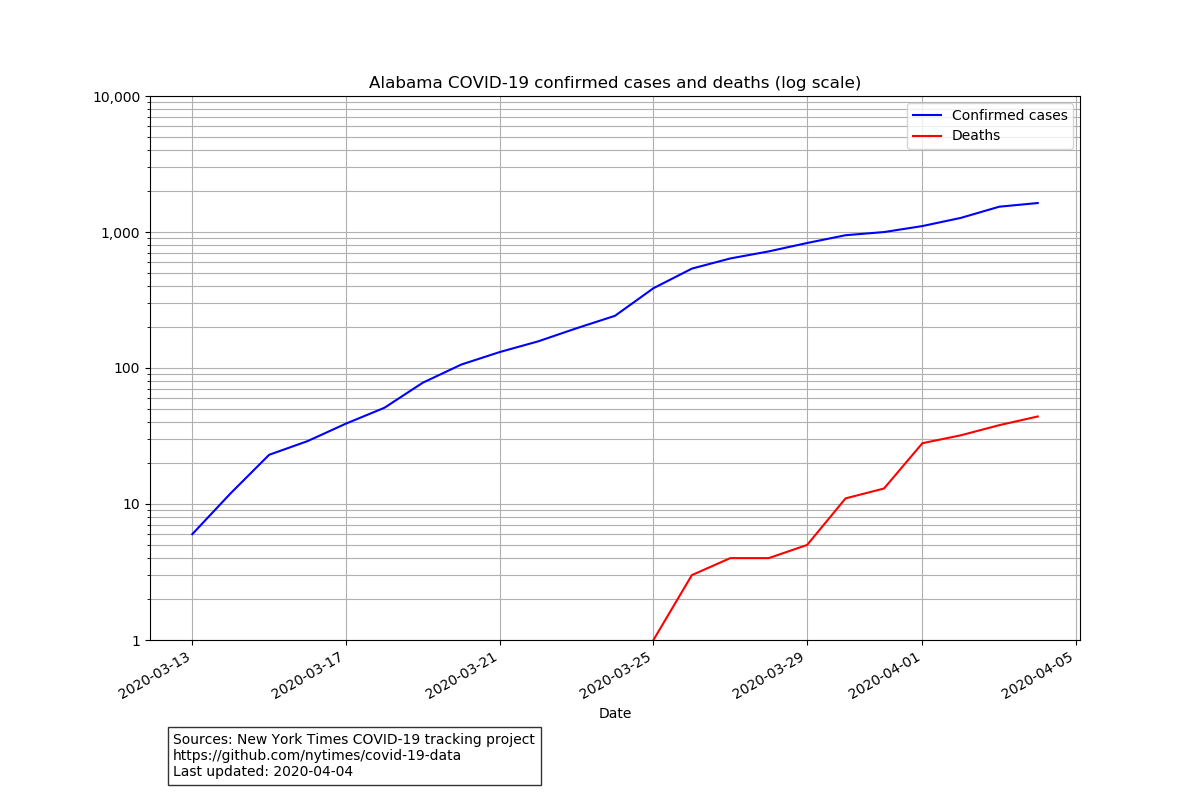 Alabama COVID-19 confirmed cases and deaths (log scale)
10,000
1,000
100
10
1
Confirmed cases
Deaths
2020-03-13
2020-03-17
2020-03-21
2020-03-25
2020-03-29
2020-04-01
2020-04-05
Date
Sources: New York Times COVID-19 tracking project
https://github.com/nytimes/covid-19-data
Last updated: 2020-04-04